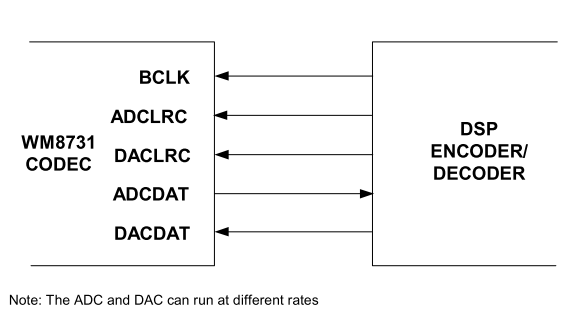 BCLK
ADCLRC
WM8731
CODEC
DACLRC
ADCDAT
DACDAT
DSP
ENCODER/
DECODER
Note: The ADC and DAC can run at different rates